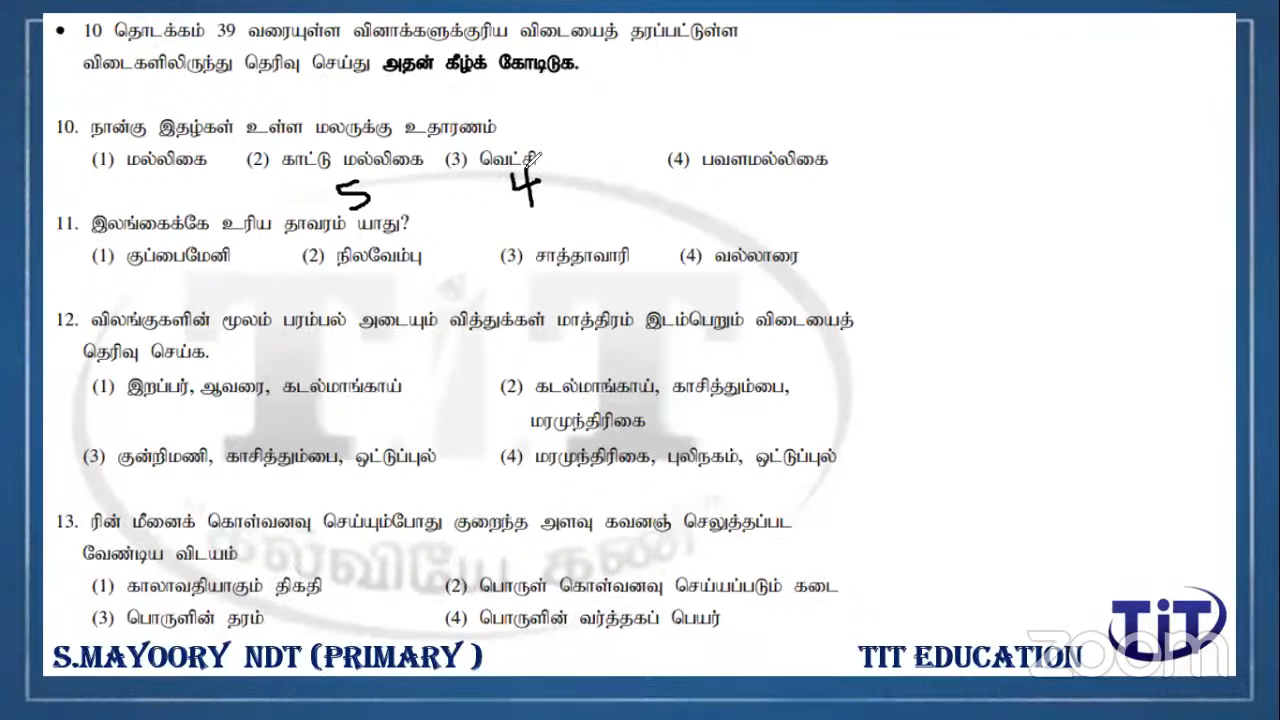 • 10 தொடக்கம் 39 வரையுள்ள வினாக்களுக்குரிய விடையைத் தரப்பட்டுள்ள
விடைகளிலிருந்து தெரிவு செய்து அதன் கீழ்க் கோடிடுக.
10. நான்கு இதழ்கள் உள்ள மலருக்கு உதாரணம்
(1) மல்லிகை (2) காட்டு மல்லிகை (3) வெட்சி (4) பவளமல்லிகை
5 4
11. இலங்கைக்கே உரிய தாவரம் யாது?
(1) குப்பைமேனி (2) நிலவேம்பு (3) சாத்தாவாரி (4) வல்லாரை
12. விலங்குகளின் மூலம் பரம்பல் அடையும் வித்துக்கள் மாத்திரம் இடம்பெறும் விடையைத்
தெரிவு செய்க.
(1) இறப்பர், ஆவரை, கடல்மாங்காய் (2) கடல்மாங்காய், காசித்தும்பை,
மரமுந்திரிகை
(3) குன்றிமணி, காசித்தும்பை, ஒட்டுப்புல் (4) மரமுந்திரிகை, புலிநகம், ஒட்டுப்புல்
13. ரின் மீனைக் கொள்வனவு செய்யும்போது குறைந்த அளவு கவனஞ் செலுத்தப்பட
வேண்டிய விடயம்
(1) காலாவதியாகும் திகதி (2) பொருள் கொள்வனவு செய்யப்படும் கடை
(3) பொருளின் தரம் (4) பொருளின் வர்த்தகப் பெயர்
TiT
"கல்வியே கண்"
S.MAYOORY NDT (PRIMARY ) TIT EDUCATION
TiT
zoom